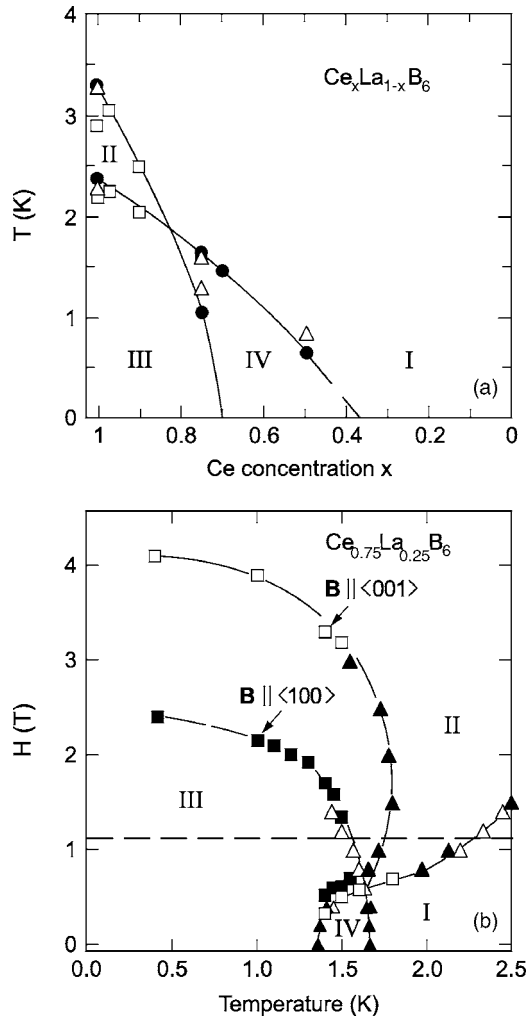 4
3
2
1
0
T (K)
CexLa1-xB6
II
III
IV
I
(a)
1
0.8
0.6
0.4
0.2
0
Ce concentration x
4
3
2
1
0
H (T)
Ce0.75La0.25B6
B || <001>
B || <100>
II
III
I
IV
(b)
0.0
0.5
1.0
1.5
2.0
2.5
Temperature (K)